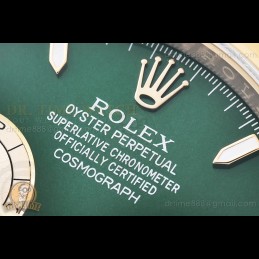 ROLEX
OYSTER PERPETUAL
SUPERLATIVE CHRONOMETER
OFFICIALLY CERTIFIED
COSMOGRAPH